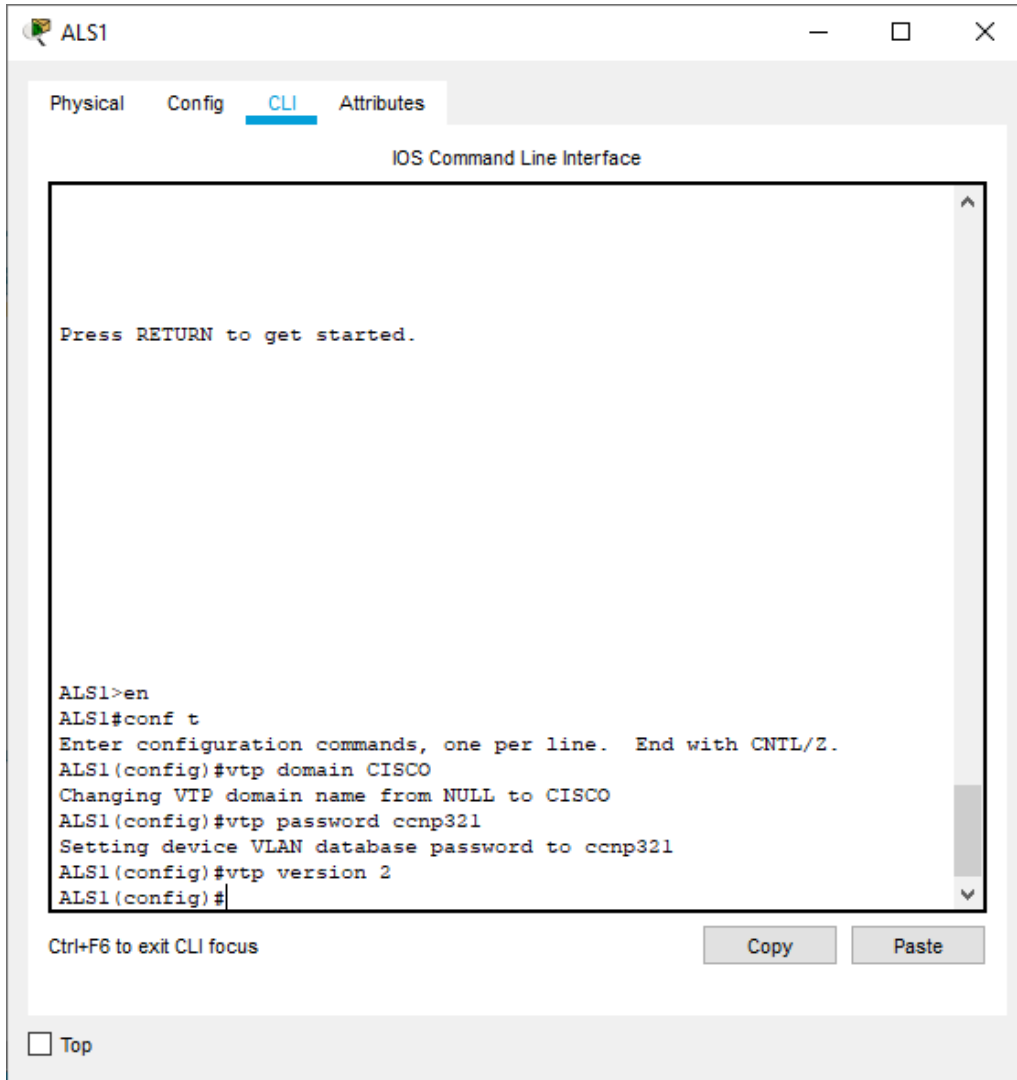 ALS1
Physical Config CLI Attributes
IOS Command Line Interface
Press RETURN to get started.
ALS1>en
ALS1#conf t
Enter configuration commands, one per line.  End with CNTL/Z.
ALS1(config)#vtp domain CISCO
Changing VTP domain name from NULL to CISCO
ALS1(config)#vtp password ccnp321
Setting device VLAN database password to ccnp321
ALS1(config)#vtp version 2
ALS1(config)#
Ctrl+F6 to exit CLI focus
Copy Paste
Top